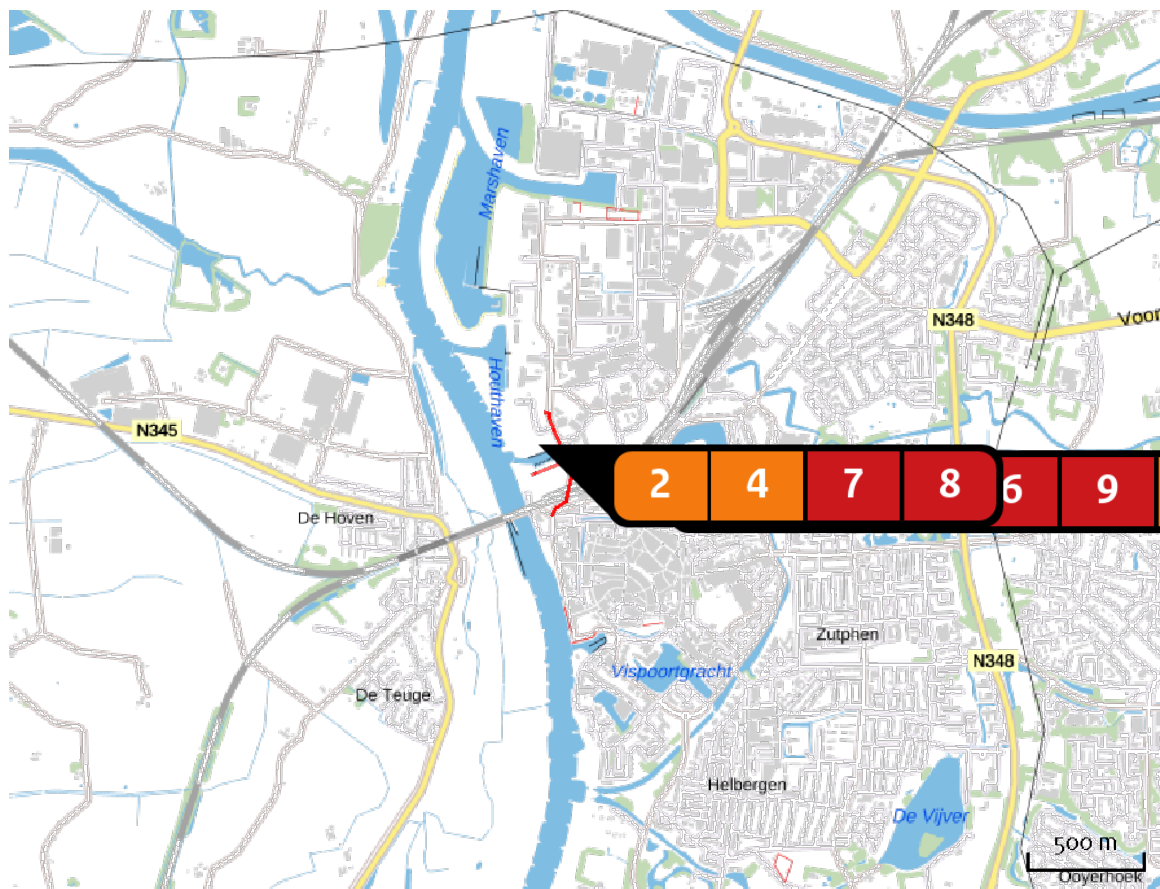 Marshaven
N348
Voor
Houthaven
N345
2 4 7 8 6 9
De Hoven
Zutphen
N348
Vispoortgracht
De Teuge
Helbergen
De Vijver
500 m
Ooyerhoek